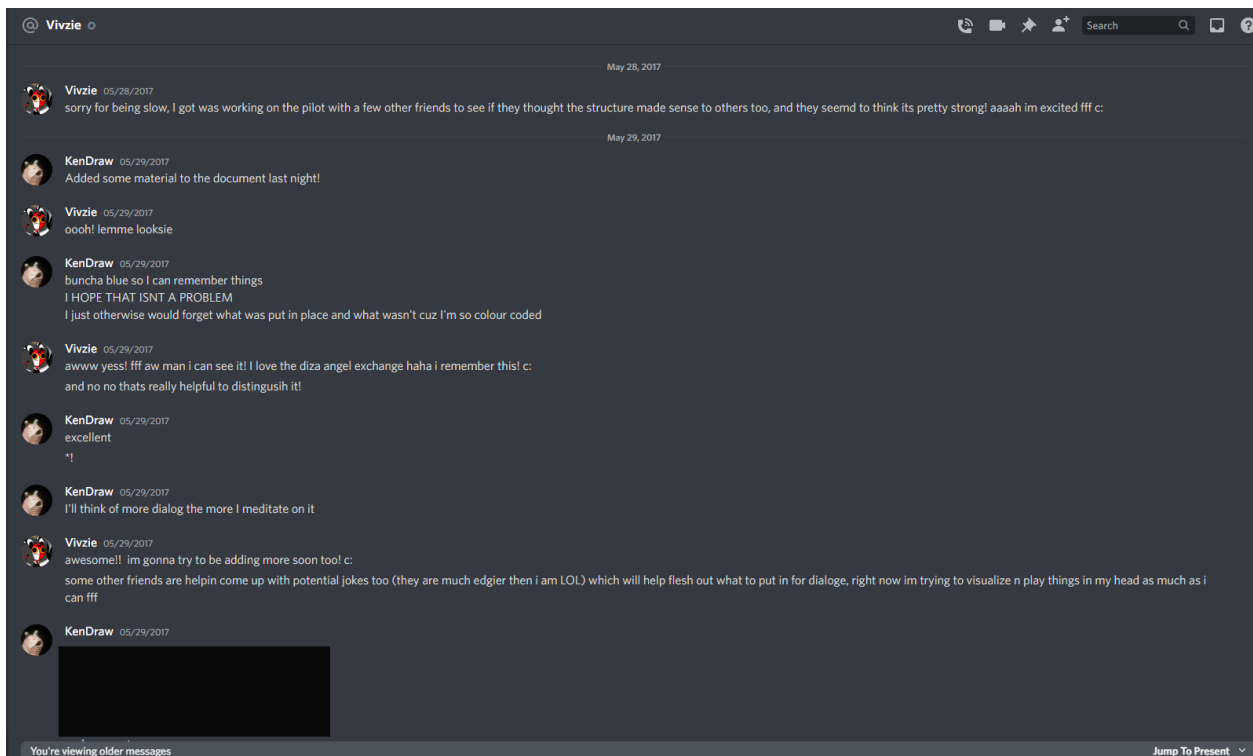 Vivzie
Search
May 28, 2017
Vivzie 05/28/2017
sorry for being slow, I got was working on the pilot with a few other friends to see if they thought the structure made sense to others too, and they seemd to think its pretty strong! aaaah im excited fff c:
May 29, 2017
KenDraw 05/29/2017
Added some material to the document last night!
Vivzie 05/29/2017
oooh! lemme looksie
KenDraw 05/29/2017
buncha blue so I can remember things
I HOPE THAT ISNT A PROBLEM
I just otherwise would forget what was put in place and what wasn't cuz I'm so colour coded
Vivzie 05/29/2017
awww yess! fff aw man i can see it! I love the diza angel exchange haha i remember this! c:
and no no thats really helpful to distingusih it!
KenDraw 05/29/2017
excellent
*!
KenDraw 05/29/2017
I'll think of more dialog the more I meditate on it
Vivzie 05/29/2017
awesome!! im gonna try to be adding more soon too! c:
some other friends are helpin come up with potential jokes too (they are much edgier then i am LOL) which will help flesh out what to put in for dialoge, right now im trying to visualize n play things in my head as much as i
can fff
KenDraw 05/29/2017
You're viewing older messages
Jump To Present